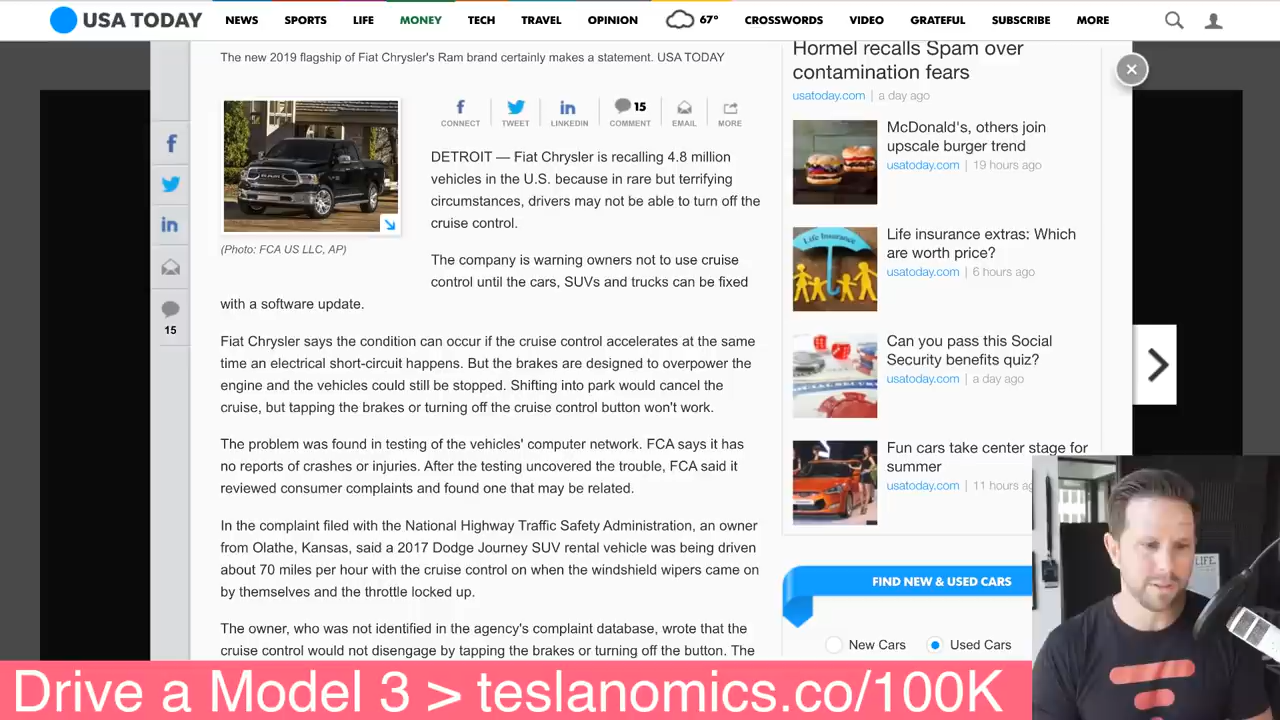 USA TODAY
NEWS SPORTS LIFE MONEY TECH TRAVEL OPINION 67° CROSSWORDS VIDEO GRATEFUL SUBSCRIBE MORE
The new 2019 flagship of Fiat Chrysler's Ram brand certainly makes a statement. USA TODAY
15
CONNECT TWEET LINKEDIN COMMENT EMAIL MORE
(Photo: FCA US LLC, AP)
15
DETROIT — Fiat Chrysler is recalling 4.8 million
vehicles in the U.S. because in rare but terrifying
circumstances, drivers may not be able to turn off the
cruise control.
The company is warning owners not to use cruise
control until the cars, SUVs and trucks can be fixed
with a software update.
Fiat Chrysler says the condition can occur if the cruise control accelerates at the same
time an electrical short-circuit happens. But the brakes are designed to overpower the
engine and the vehicles could still be stopped. Shifting into park would cancel the
cruise, but tapping the brakes or turning off the cruise control button won't work.
The problem was found in testing of the vehicles' computer network. FCA says it has
no reports of crashes or injuries. After the testing uncovered the trouble, FCA said it
reviewed consumer complaints and found one that may be related.
In the complaint filed with the National Highway Traffic Safety Administration, an owner
from Olathe, Kansas, said a 2017 Dodge Journey SUV rental vehicle was being driven
about 70 miles per hour with the cruise control on when the windshield wipers came on
by themselves and the throttle locked up.
The owner, who was not identified in the agency's complaint database, wrote that the
cruise control would not disengage by tapping the brakes or turning off the button. The
Hormel recalls Spam over
contamination fears
usatoday.com | a day ago
McDonald's, others join
upscale burger trend
usatoday.com | 19 hours ago
Life Insurance
Life insurance extras: Which
are worth price?
usatoday.com | 6 hours ago
Can you pass this Social
Security benefits quiz?
usatoday.com | a day ago
Fun cars take center stage for
summer
usatoday.com | 11 hours
FIND NEW & USED CARS
New Cars Used Cars
LIFE
Drive a Model 3 > teslanomics.co/100K